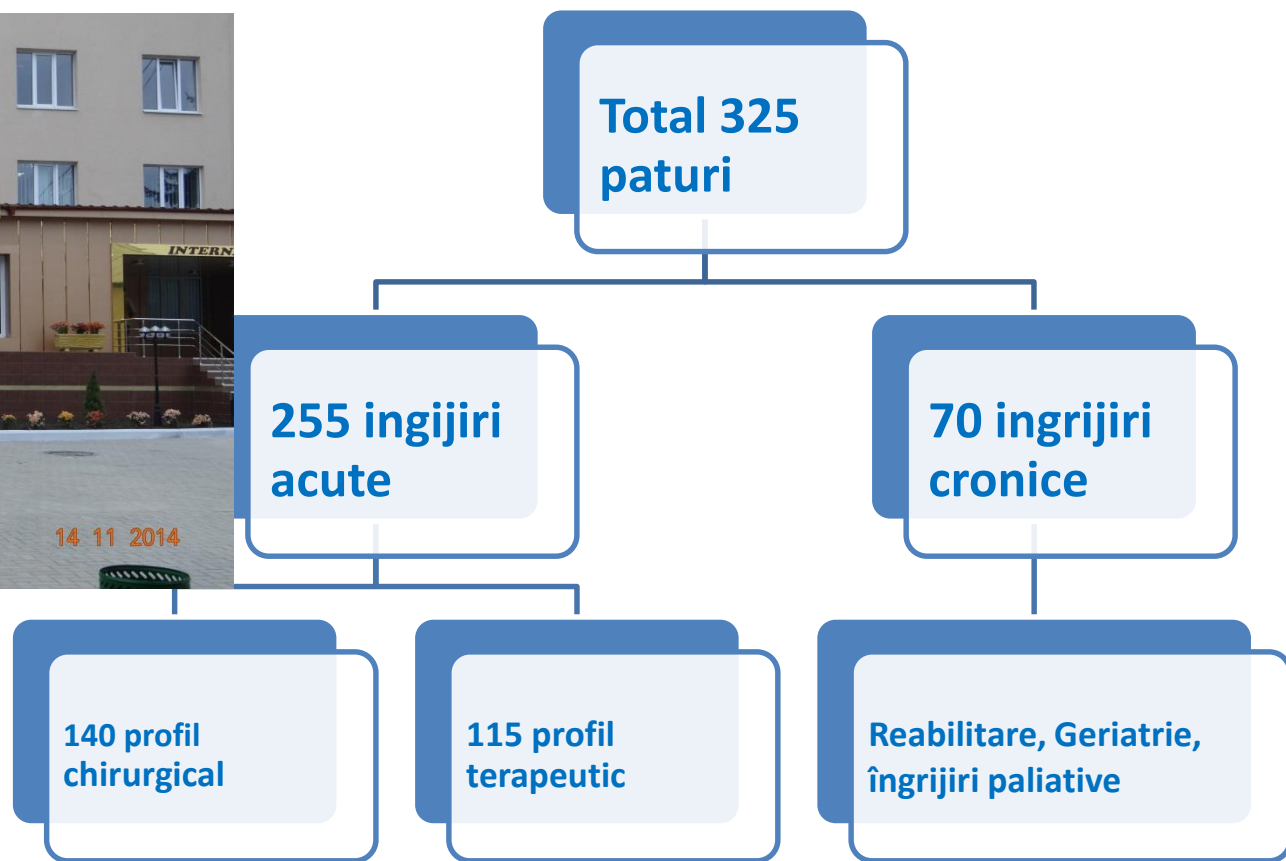 Total 325
paturi
INTERN
255 ingijiri
acute
70 ingrijiri
cronice
14 11 2014
140 profil
chirurgical
115 profil
terapeutic
Reabilitare, Geriatrie,
îngrijiri paliative